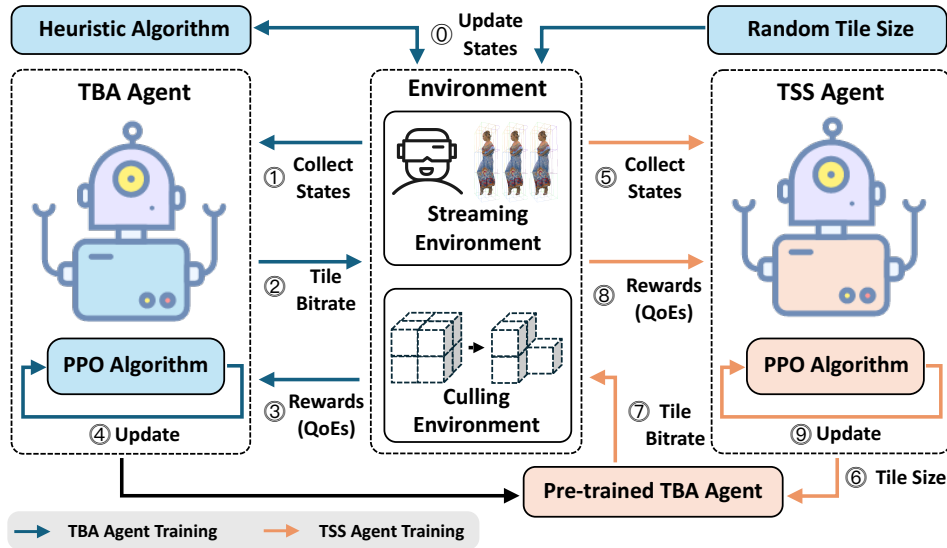 Heuristic Algorithm
⓪ Update
States
Random Tile Size
TBA Agent
Environment
TSS Agent
① Collect
States
Streaming
Environment
⑤ Collect
States
② Tile
Bitrate
⑧ Rewards
(QoEs)
PPO Algorithm
③ Rewards
(QoEs)
④ Update
Culling
Environment
⑦ Tile
Bitrate
PPO Algorithm
⑨ Update
⑥ Tile Size
Pre-trained TBA Agent
TBA Agent Training
TSS Agent Training